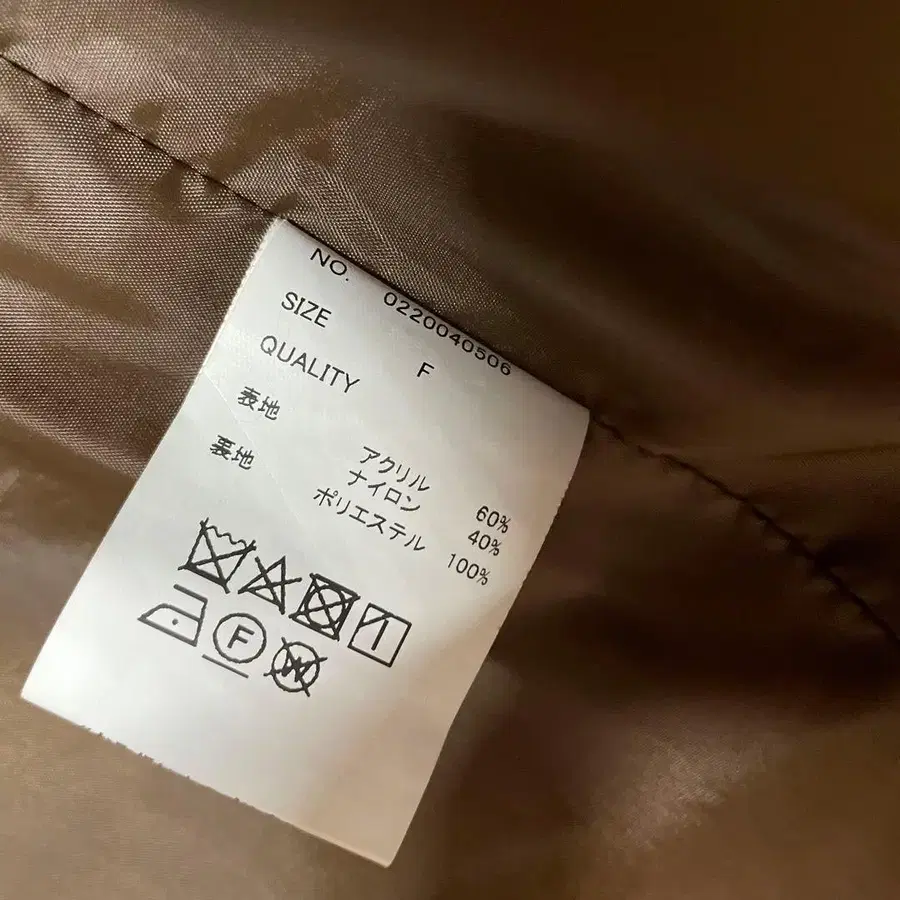 NO. 0220040506
SIZE F
QUALITY
表地 アクリル 60%
ナイロン 40%
裏地 ポリエステル 100%
F
W